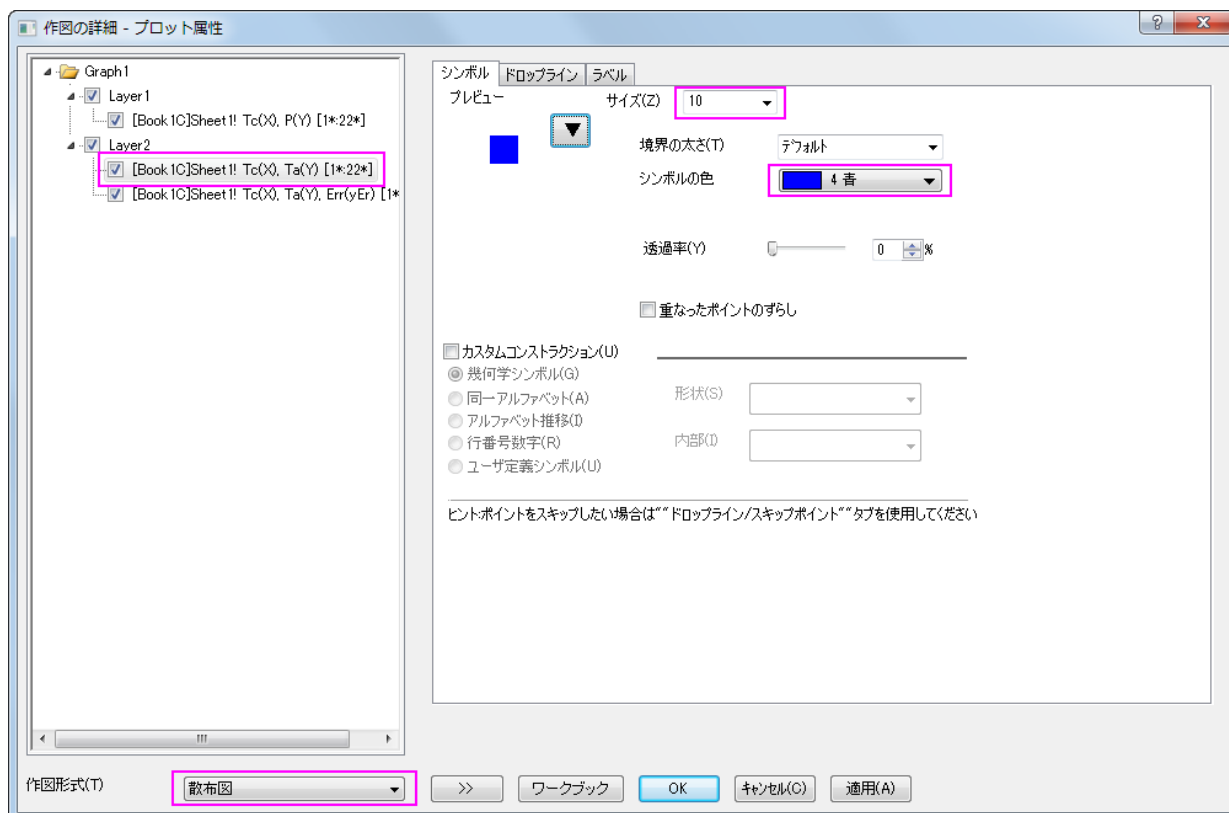 作図の詳細 - プロット属性
Graph1
Layer1
[Book1C]Sheet1! Tc(X), P(Y) [1*:22*]
Layer2
[Book1C]Sheet1! Tc(X), Ta(Y) [1*:22*]
[Book1C]Sheet1! Tc(X), Ta(Y), Err(yEr) [1*
シンボル ドロップライン ラベル
プレビュー サイズ(Z) 10
境界の太さ(T) デフォルト
シンボルの色 4 青
透過率(Y) 0 %
重なったポイントのずらし
カスタムコンストラクション(U)
幾何学シンボル(G)
同一アルファベット(A)
アルファベット推移(I)
行番号数字(R)
ユーザ定義シンボル(U)
形状(S)
内部(I)
ヒント:ポイントをスキップしたい場合は""ドロップライン/スキップポイント""タブを使用してください
作図形式(T) 散布図 >> ワークブック OK キャンセル(C) 適用(A)